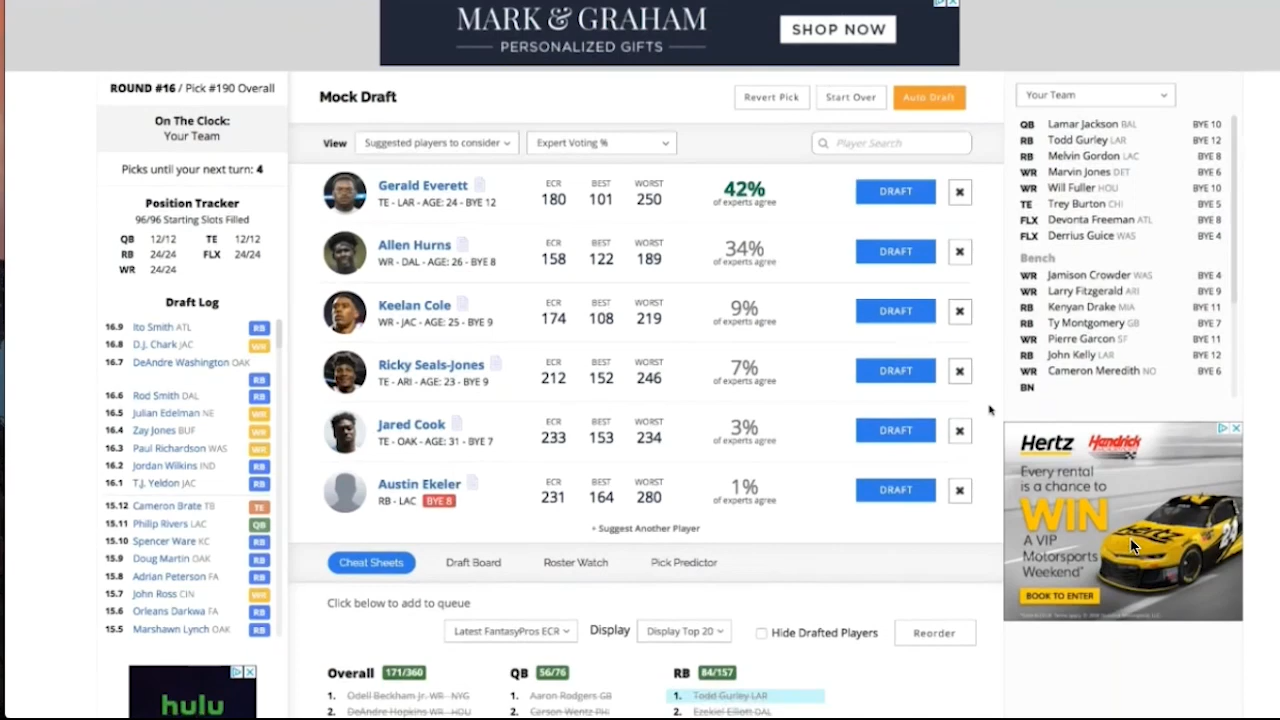 MARK & GRAHAM
PERSONALIZED GIFTS
SHOP NOW
ROUND #16 / Pick #190 Overall
On The Clock:
Your Team
Picks until your next turn: 4
Position Tracker
96/96 Starting Slots Filled
QB 12/12 TE 12/12
RB 24/24 FLX 24/24
WR 24/24
Draft Log
16.9 Ito Smith ATL RB
16.8 D.J. Chark JAC WR
16.7 DeAndre Washington OAK
RB
16.6 Rod Smith DAL RB
16.5 Julian Edelman NE WR
16.4 Zay Jones BUF WR
16.3 Paul Richardson WAS WR
16.2 Jordan Wilkins IND RB
16.1 T.J. Yeldon JAC RB
15.12 Cameron Brate TB TE
15.11 Philip Rivers LAC QB
15.10 Spencer Ware KC RB
15.9 Doug Martin OAK RB
15.8 Adrian Peterson FA RB
15.7 John Ross CIN WR
15.6 Orleans Darkwa FA RB
15.5 Marshawn Lynch OAK RB
hulu
Mock Draft
Revert Pick
Start Over
Auto Draft
View
Suggested players to consider
Expert Voting %
Player Search
Gerald Everett
TE - LAR - AGE: 24 - BYE 12
ECR BEST WORST
180 101 250
42%
of experts agree
DRAFT
Allen Hurns
WR - DAL - AGE: 26 - BYE 8
ECR BEST WORST
158 122 189
34%
of experts agree
DRAFT
Keelan Cole
WR - JAC - AGE: 25 - BYE 9
ECR BEST WORST
174 108 219
9%
of experts agree
DRAFT
Ricky Seals-Jones
TE - ARI - AGE: 23 - BYE 9
ECR BEST WORST
212 152 246
7%
of experts agree
DRAFT
Jared Cook
TE - OAK - AGE: 31 - BYE 7
ECR BEST WORST
233 153 234
3%
of experts agree
DRAFT
Austin Ekeler
RB - LAC BYE 8
ECR BEST WORST
231 164 280
1%
of experts agree
DRAFT
+ Suggest Another Player
Cheat Sheets
Draft Board
Roster Watch
Pick Predictor
Click below to add to queue
Latest FantasyPros ECR
Display
Display Top 20
Hide Drafted Players
Reorder
Overall 171/360
1. Odell Beckham Jr. WR - NYG
2. DeAndre Hopkins WR - HOU
QB 56/76
1. Aaron Rodgers GB
2. Carson Wentz PHI
RB 84/157
1. Todd Gurley LAR
2. Ezekiel Elliott DAL
Your Team
QB Lamar Jackson BAL BYE 10
RB Todd Gurley LAR BYE 12
RB Melvin Gordon LAC BYE 8
WR Marvin Jones DET BYE 6
WR Will Fuller HOU BYE 10
TE Trey Burton CHI BYE 5
FLX Devonta Freeman ATL BYE 8
FLX Derrius Guice WAS BYE 4
Bench
WR Jamison Crowder WAS BYE 4
WR Larry Fitzgerald ARI BYE 9
RB Kenyan Drake MIA BYE 11
RB Ty Montgomery GB BYE 7
WR Pierre Garcon SF BYE 11
RB John Kelly LAR BYE 12
WR Cameron Meredith NO BYE 6
BN
Hertz Hendrick
Every rental
is a chance to
WIN
A VIP
Motorsports
Weekend*
BOOK TO ENTER
Hertz
24